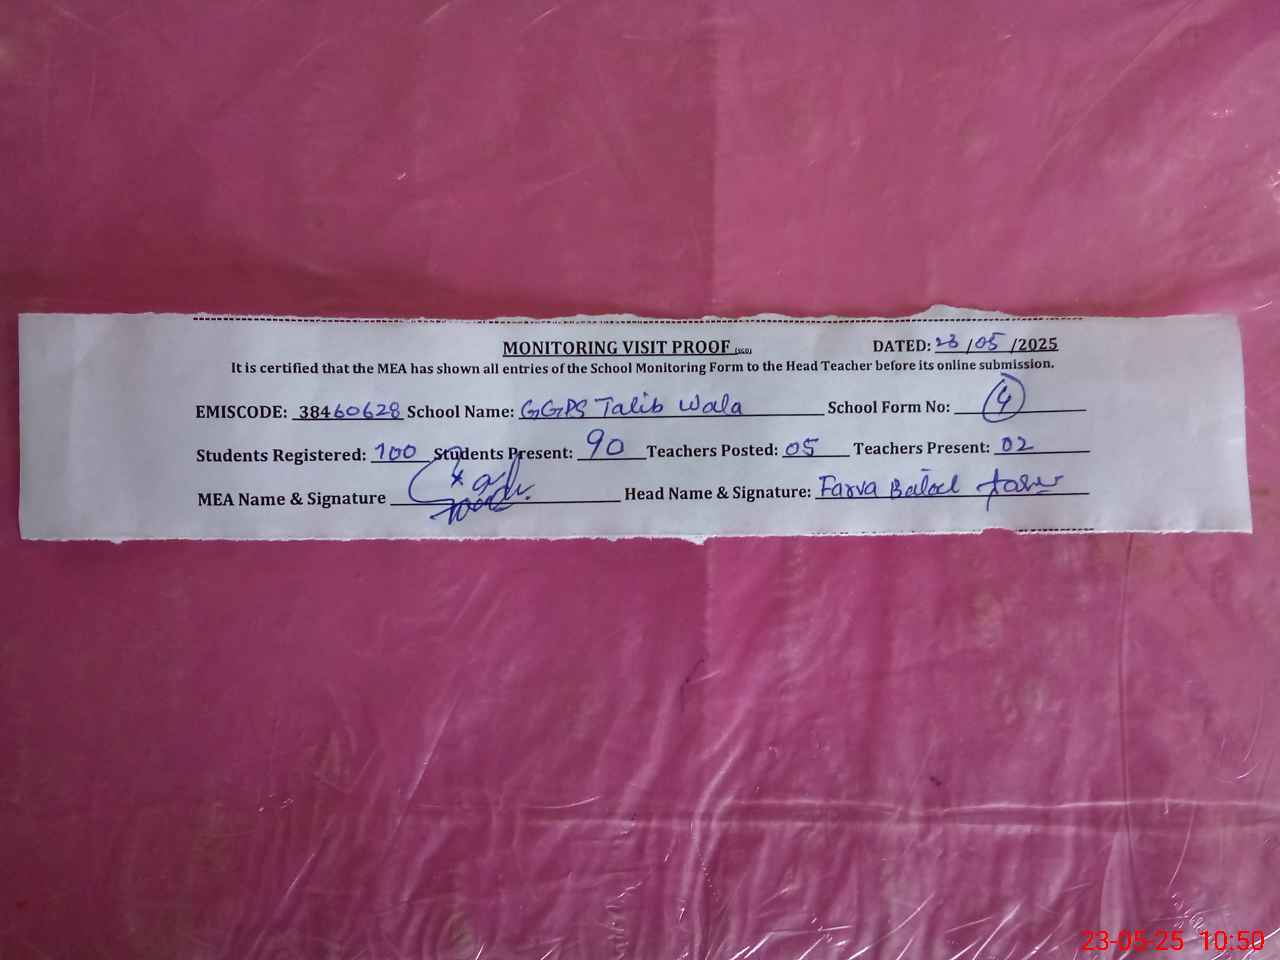 MONITORING VISIT PROOF (SGD) DATED: 23/05/2025
It is certified that the MEA has shown all entries of the School Monitoring Form to the Head Teacher before its online submission.
EMISCODE: 38460628 School Name: GGPS Talib Wala School Form No: 4
Students Registered: 100 Students Present: 90 Teachers Posted: 05 Teachers Present: 02
MEA Name & Signature Head Name & Signature: Farva Batool
23-05-25 10:50